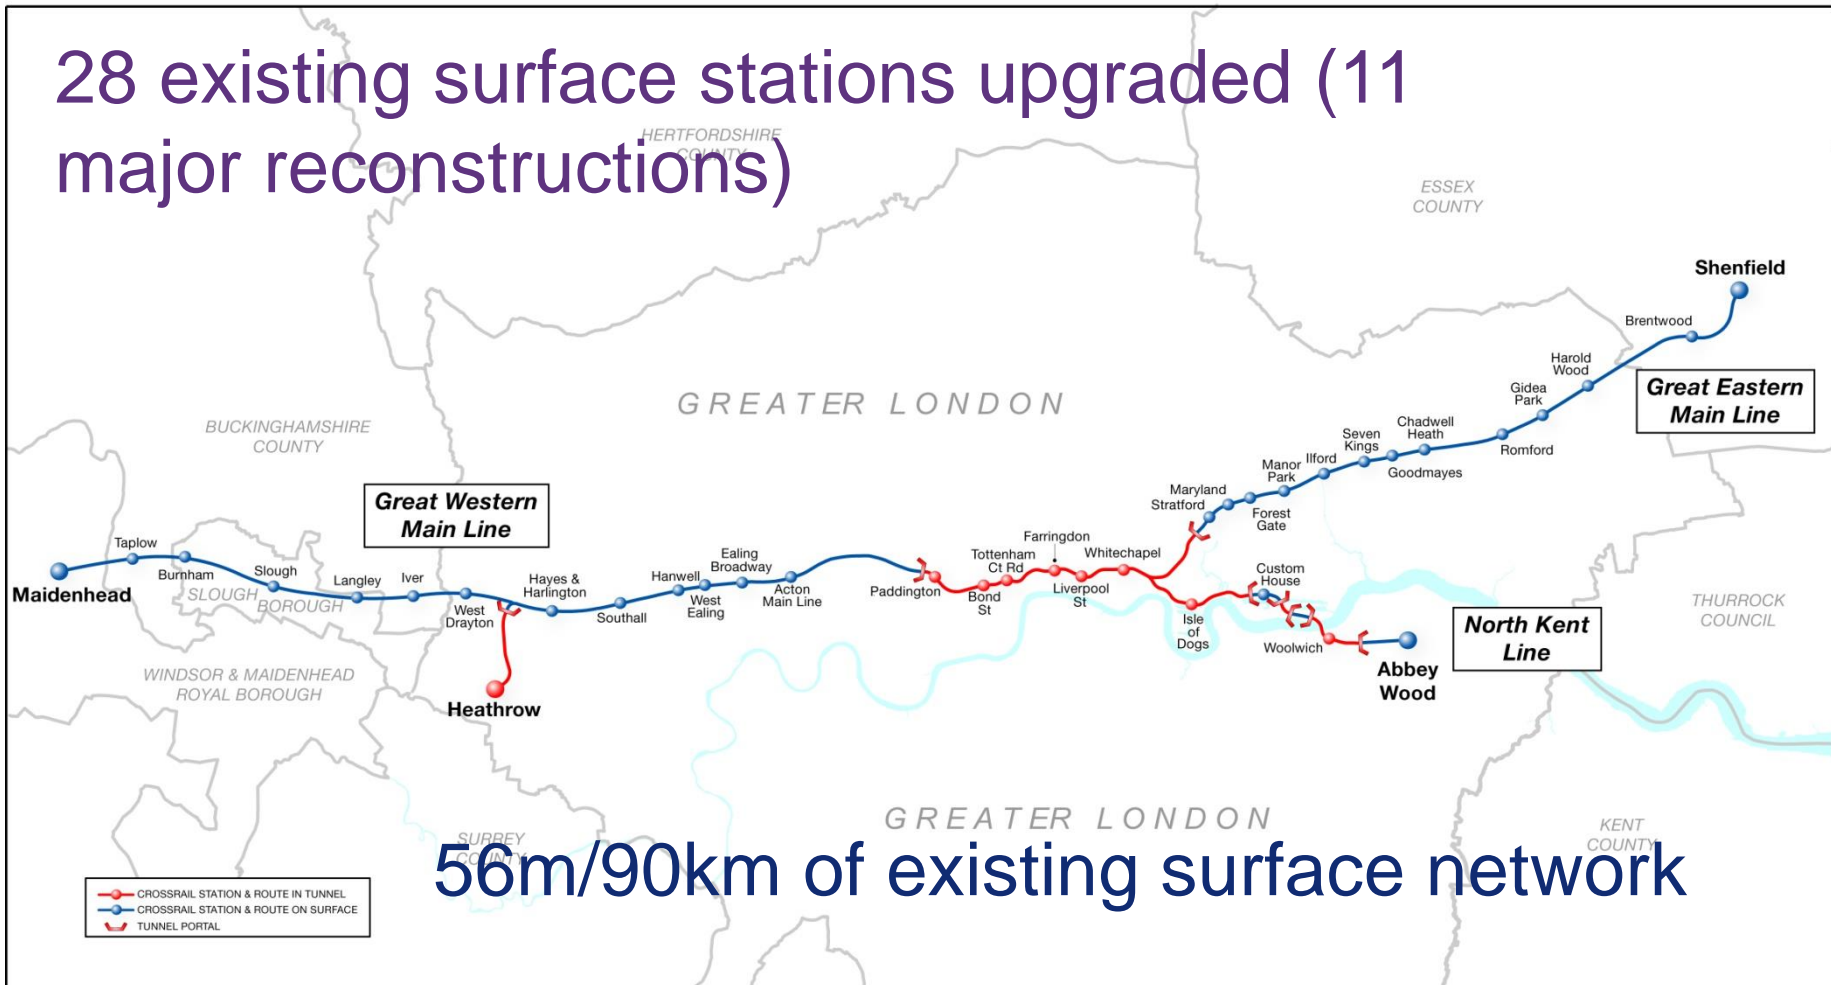 28 existing surface stations upgraded (11
major reconstructions)
HERTFORDSHIRE
COUNTY
ESSEX
COUNTY
Shenfield
Brentwood
Harold
Wood
Great Eastern
Main Line
Gidea
Park
GREATER LONDON
BUCKINGHAMSHIRE
COUNTY
Chadwell
Heath
Seven
Kings
Romford
Goodmayes
Ilford
Manor
Park
Maryland
Stratford
Forest
Gate
Great Western
Main Line
Farringdon
Tottenham
Ct Rd
Whitechapel
Taplow
Maidenhead
Burnham
Slough
SLOUGH
BOROUGH
Langley
Iver
West
Drayton
Hayes &
Harlington
Southall
Hanwell
West
Ealing
Ealing
Broadway
Acton
Main Line
Paddington
Bond
St
Liverpool
St
Isle
of
Dogs
Custom
House
Woolwich
Abbey
Wood
North Kent
Line
THURROCK
COUNCIL
WINDSOR & MAIDENHEAD
ROYAL BOROUGH
Heathrow
GREATER LONDON
SURREY
COUNTY
KENT
COUNTY
56m/90km of existing surface network
CROSSRAIL STATION & ROUTE IN TUNNEL
CROSSRAIL STATION & ROUTE ON SURFACE
TUNNEL PORTAL